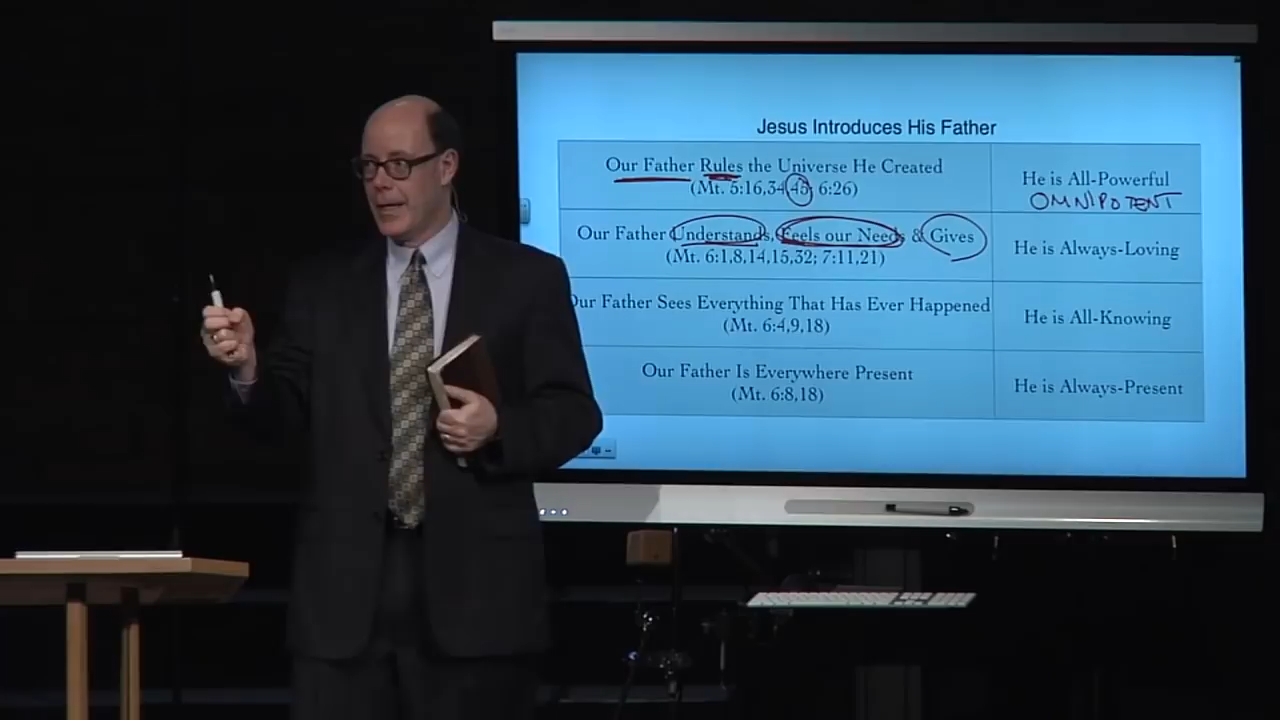 Jesus Introduces His Father
Our Father Rules the Universe He Created
(Mt. 5:16,34,45; 6:26)
He is All-Powerful
OMNIPOTENT
Our Father Understands, Feels our Needs & Gives
(Mt. 6:1,8,14,15,32; 7:11,21)
He is Always-Loving
Our Father Sees Everything That Has Ever Happened
(Mt. 6:4,9,18)
He is All-Knowing
Our Father Is Everywhere Present
(Mt. 6:8,18)
He is Always-Present